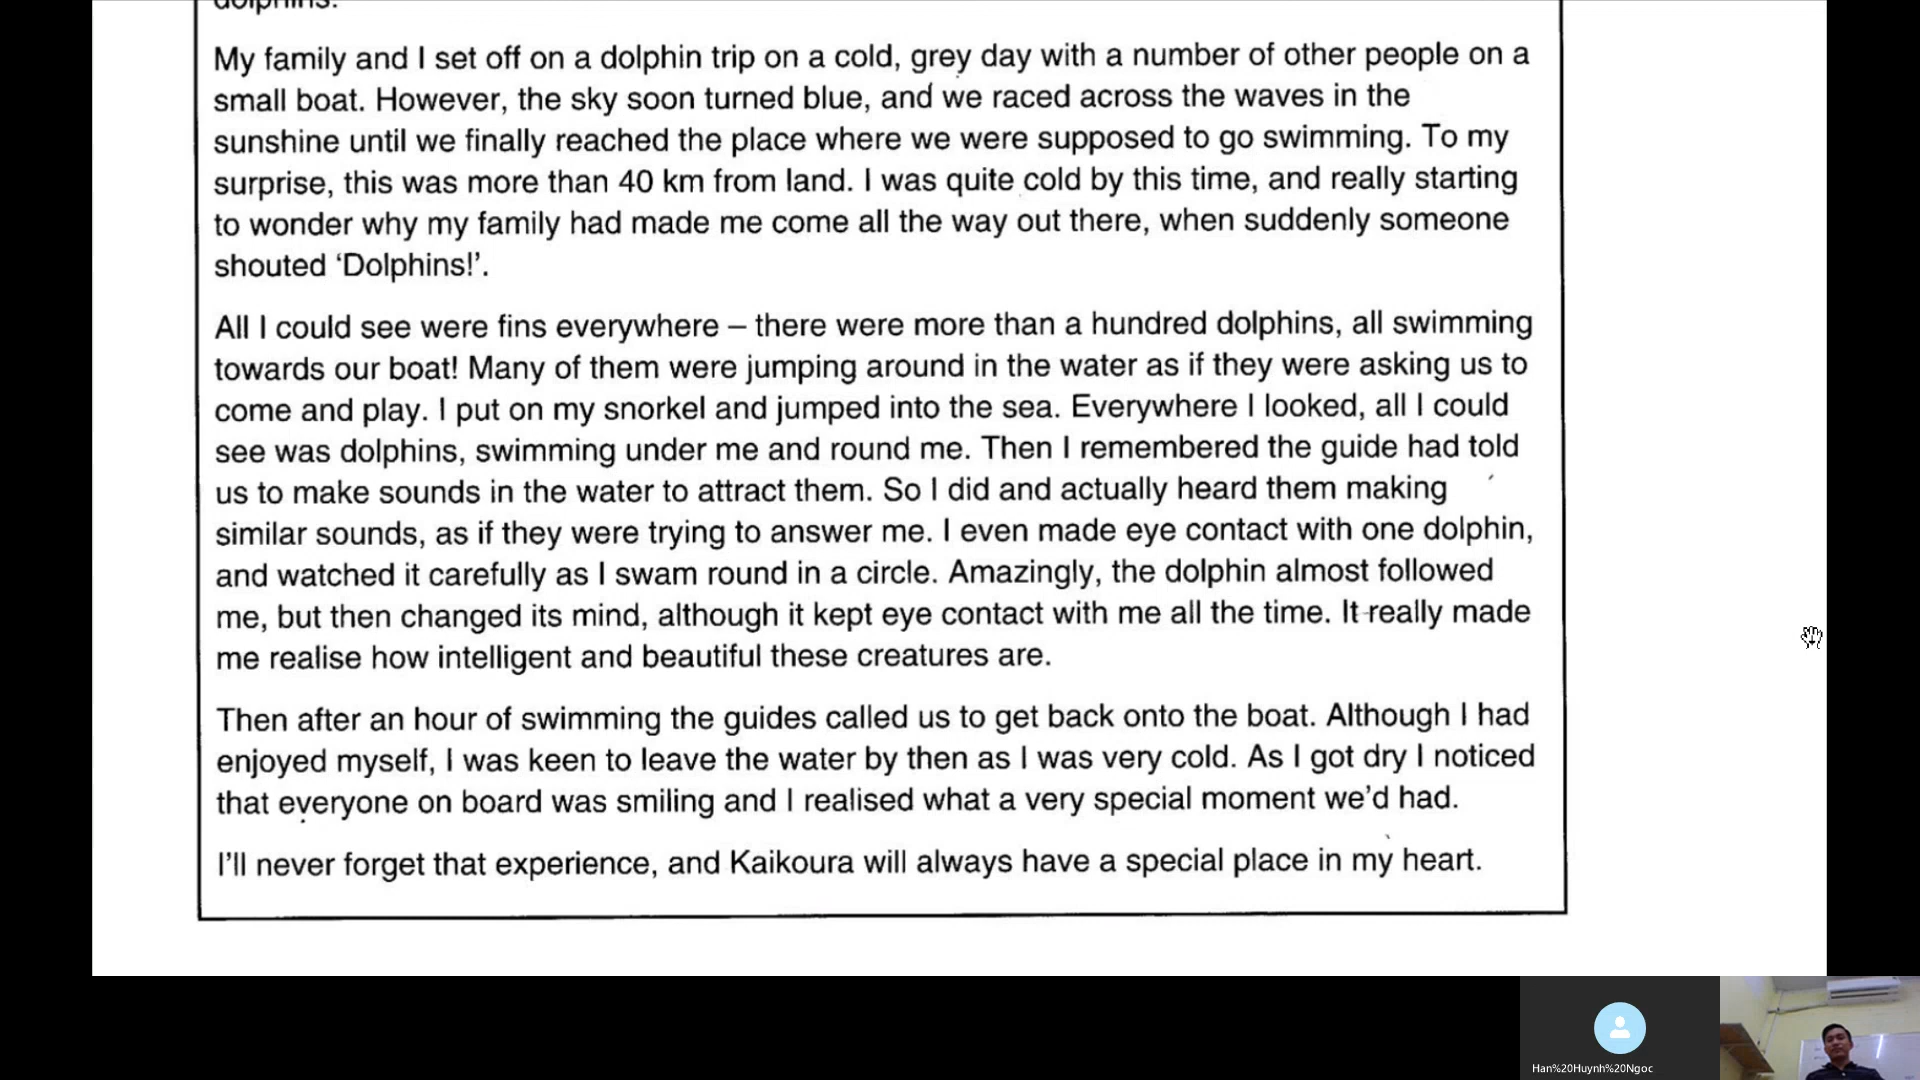 dolphins.
My family and I set off on a dolphin trip on a cold, grey day with a number of other people on a
small boat. However, the sky soon turned blue, and we raced across the waves in the
sunshine until we finally reached the place where we were supposed to go swimming. To my
surprise, this was more than 40 km from land. I was quite cold by this time, and really starting
to wonder why my family had made me come all the way out there, when suddenly someone
shouted ‘Dolphins!’.
All I could see were fins everywhere – there were more than a hundred dolphins, all swimming
towards our boat! Many of them were jumping around in the water as if they were asking us to
come and play. I put on my snorkel and jumped into the sea. Everywhere I looked, all I could
see was dolphins, swimming under me and round me. Then I remembered the guide had told
us to make sounds in the water to attract them. So I did and actually heard them making
similar sounds, as if they were trying to answer me. I even made eye contact with one dolphin,
and watched it carefully as I swam round in a circle. Amazingly, the dolphin almost followed
me, but then changed its mind, although it kept eye contact with me all the time. It really made
me realise how intelligent and beautiful these creatures are.
Then after an hour of swimming the guides called us to get back onto the boat. Although I had
enjoyed myself, I was keen to leave the water by then as I was very cold. As I got dry I noticed
that everyone on board was smiling and I realised what a very special moment we’d had.
I’ll never forget that experience, and Kaikoura will always have a special place in my heart.
Han%20Huynh%20Ngoc